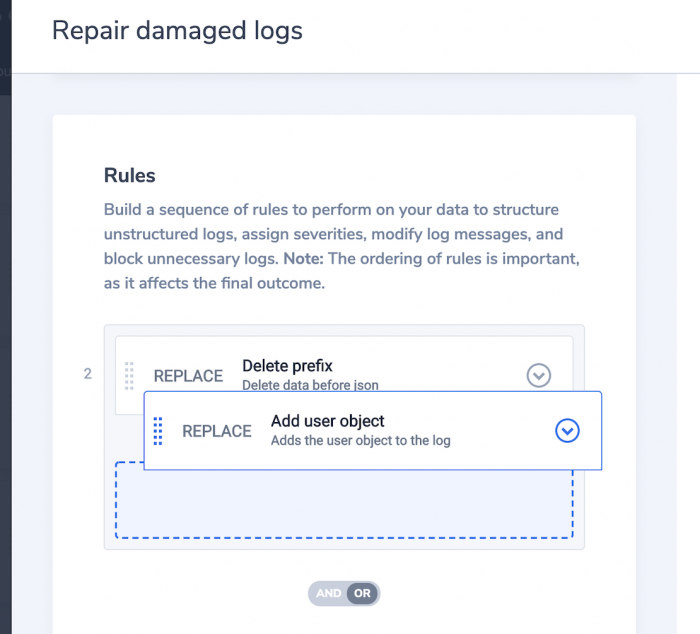 Repair damaged logs
Rules
Build a sequence of rules to perform on your data to structure
unstructured logs, assign severities, modify log messages, and
block unnecessary logs. Note: The ordering of rules is important,
as it affects the final outcome.
2
REPLACE
Delete prefix
Delete data before json
REPLACE
Add user object
Adds the user object to the log
AND OR